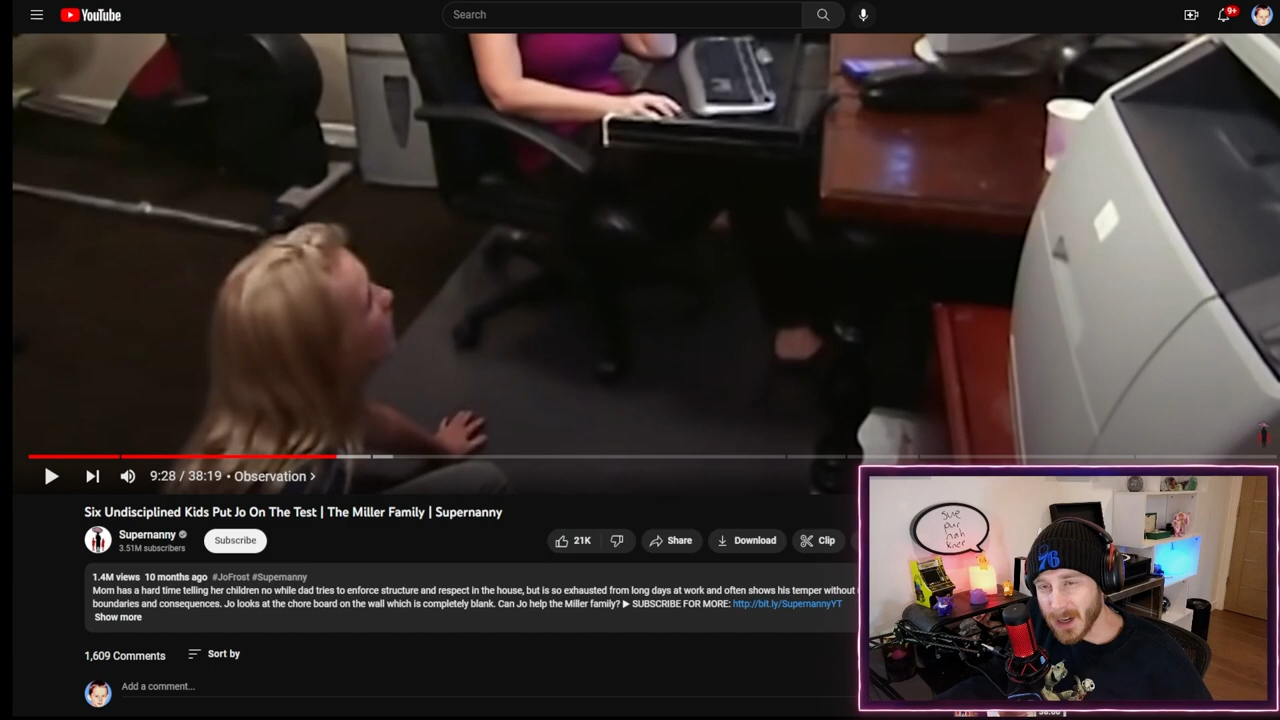 YouTube
Search
9+
9:28 / 38:19 • Observation
Six Undisciplined Kids Put Jo On The Test | The Miller Family | Supernanny
Supernanny
3.51M subscribers
Subscribe
21K
Share
Download
Clip
1.4M views 10 months ago #JoFrost #Supernanny
Mom has a hard time telling her children no while dad tries to enforce structure and respect in the house, but is so exhausted from long days at work and often shows his temper without
boundaries and consequences. Jo looks at the chore board on the wall which is completely blank. Can Jo help the Miller family? ▶ SUBSCRIBE FOR MORE: http://bit.ly/SupernannyYT
Show more
1,609 Comments
Sort by
Add a comment...
sue
pur
nah
knee
76